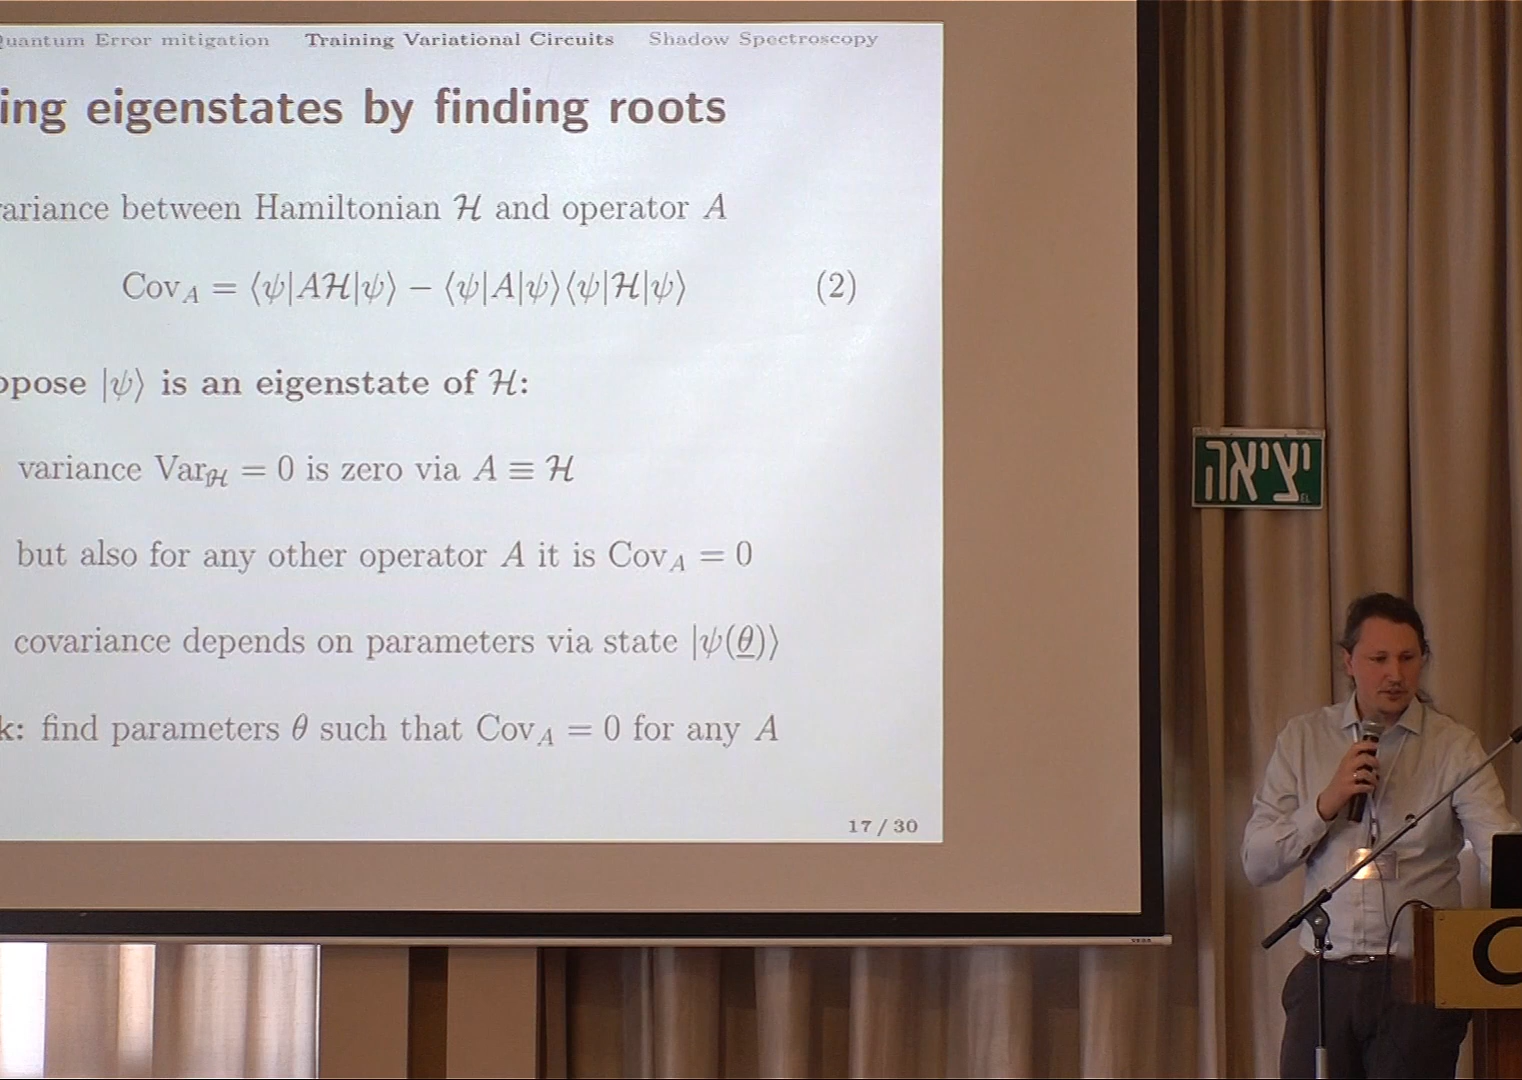 Quantum Error mitigation Training Variational Circuits Shadow Spectroscopy
ing eigenstates by finding roots
ariance between Hamiltonian ℋ and operator A
Cov_A = ⟨ψ|Aℋ|ψ⟩ − ⟨ψ|A|ψ⟩⟨ψ|ℋ|ψ⟩ (2)
ppose |ψ⟩ is an eigenstate of ℋ:
variance Var_ℋ = 0 is zero via A ≡ ℋ
but also for any other operator A it is Cov_A = 0
covariance depends on parameters via state |ψ(θ)⟩
k: find parameters θ such that Cov_A = 0 for any A
17 / 30
יציאה